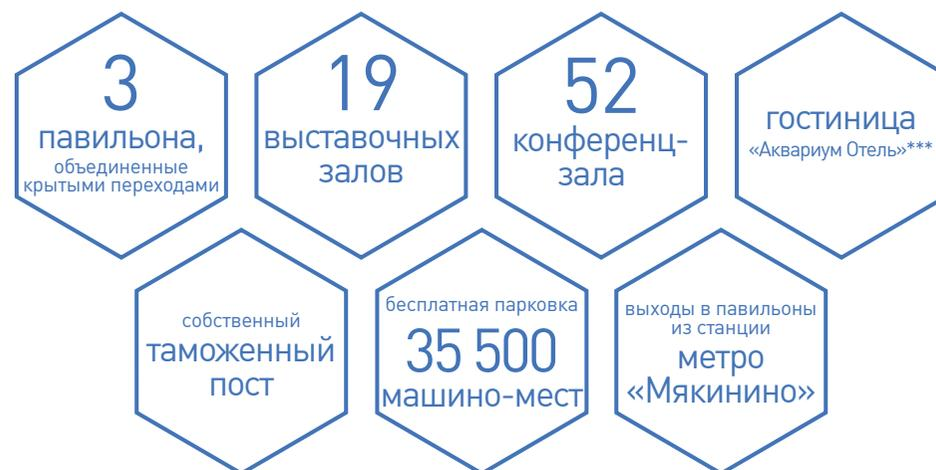 3
павильона,
объединенные
крытыми переходами
19
выставочных
залов
52
конференц-
зала
гостиница
«Аквариум Отель»***
собственный
таможенный
пост
бесплатная парковка
35 500
машино-мест
выходы в павильоны
из станции
метро
«Мякинино»